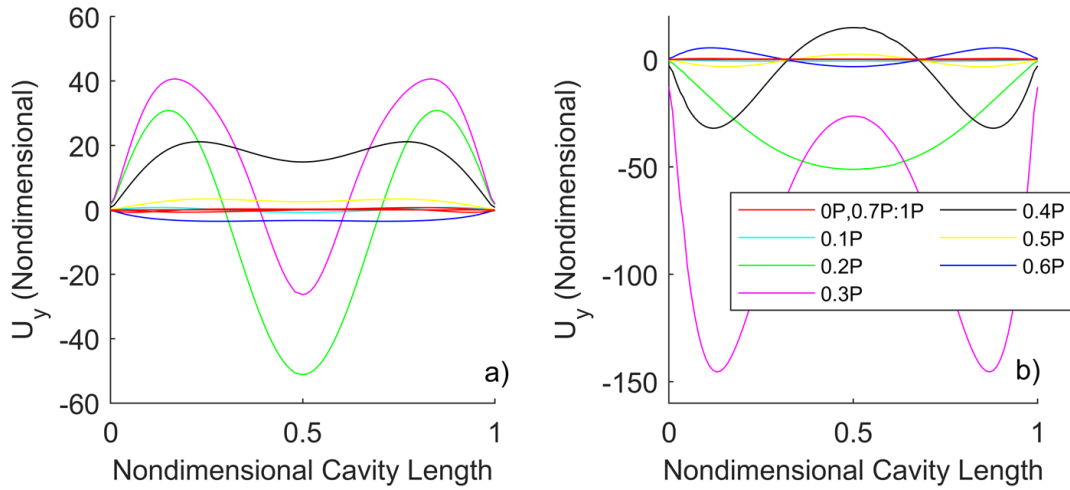 60
40
20
0
-20
-40
-60
U_y (Nondimensional)
0
0.5
1
Nondimensional Cavity Length
a)
0
-50
-100
-150
U_y (Nondimensional)
0
0.5
1
Nondimensional Cavity Length
b)
0P,0.7P:1P
0.1P
0.2P
0.3P
0.4P
0.5P
0.6P